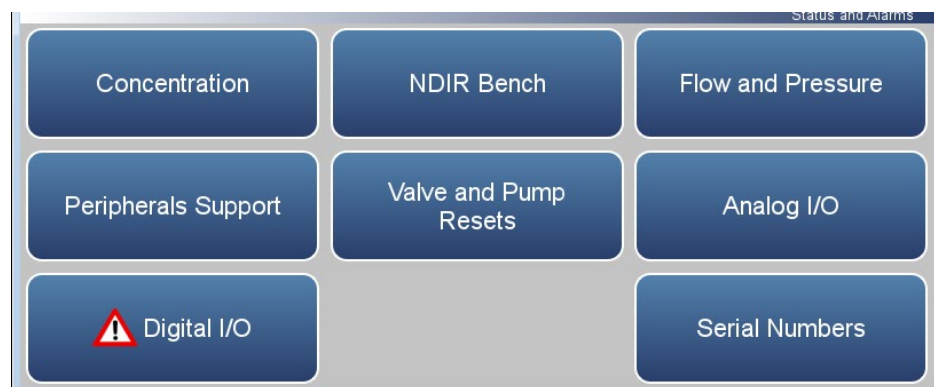 Status and Alarms
Concentration
NDIR Bench
Flow and Pressure
Peripherals Support
Valve and Pump
Resets
Analog I/O
Digital I/O
Serial Numbers